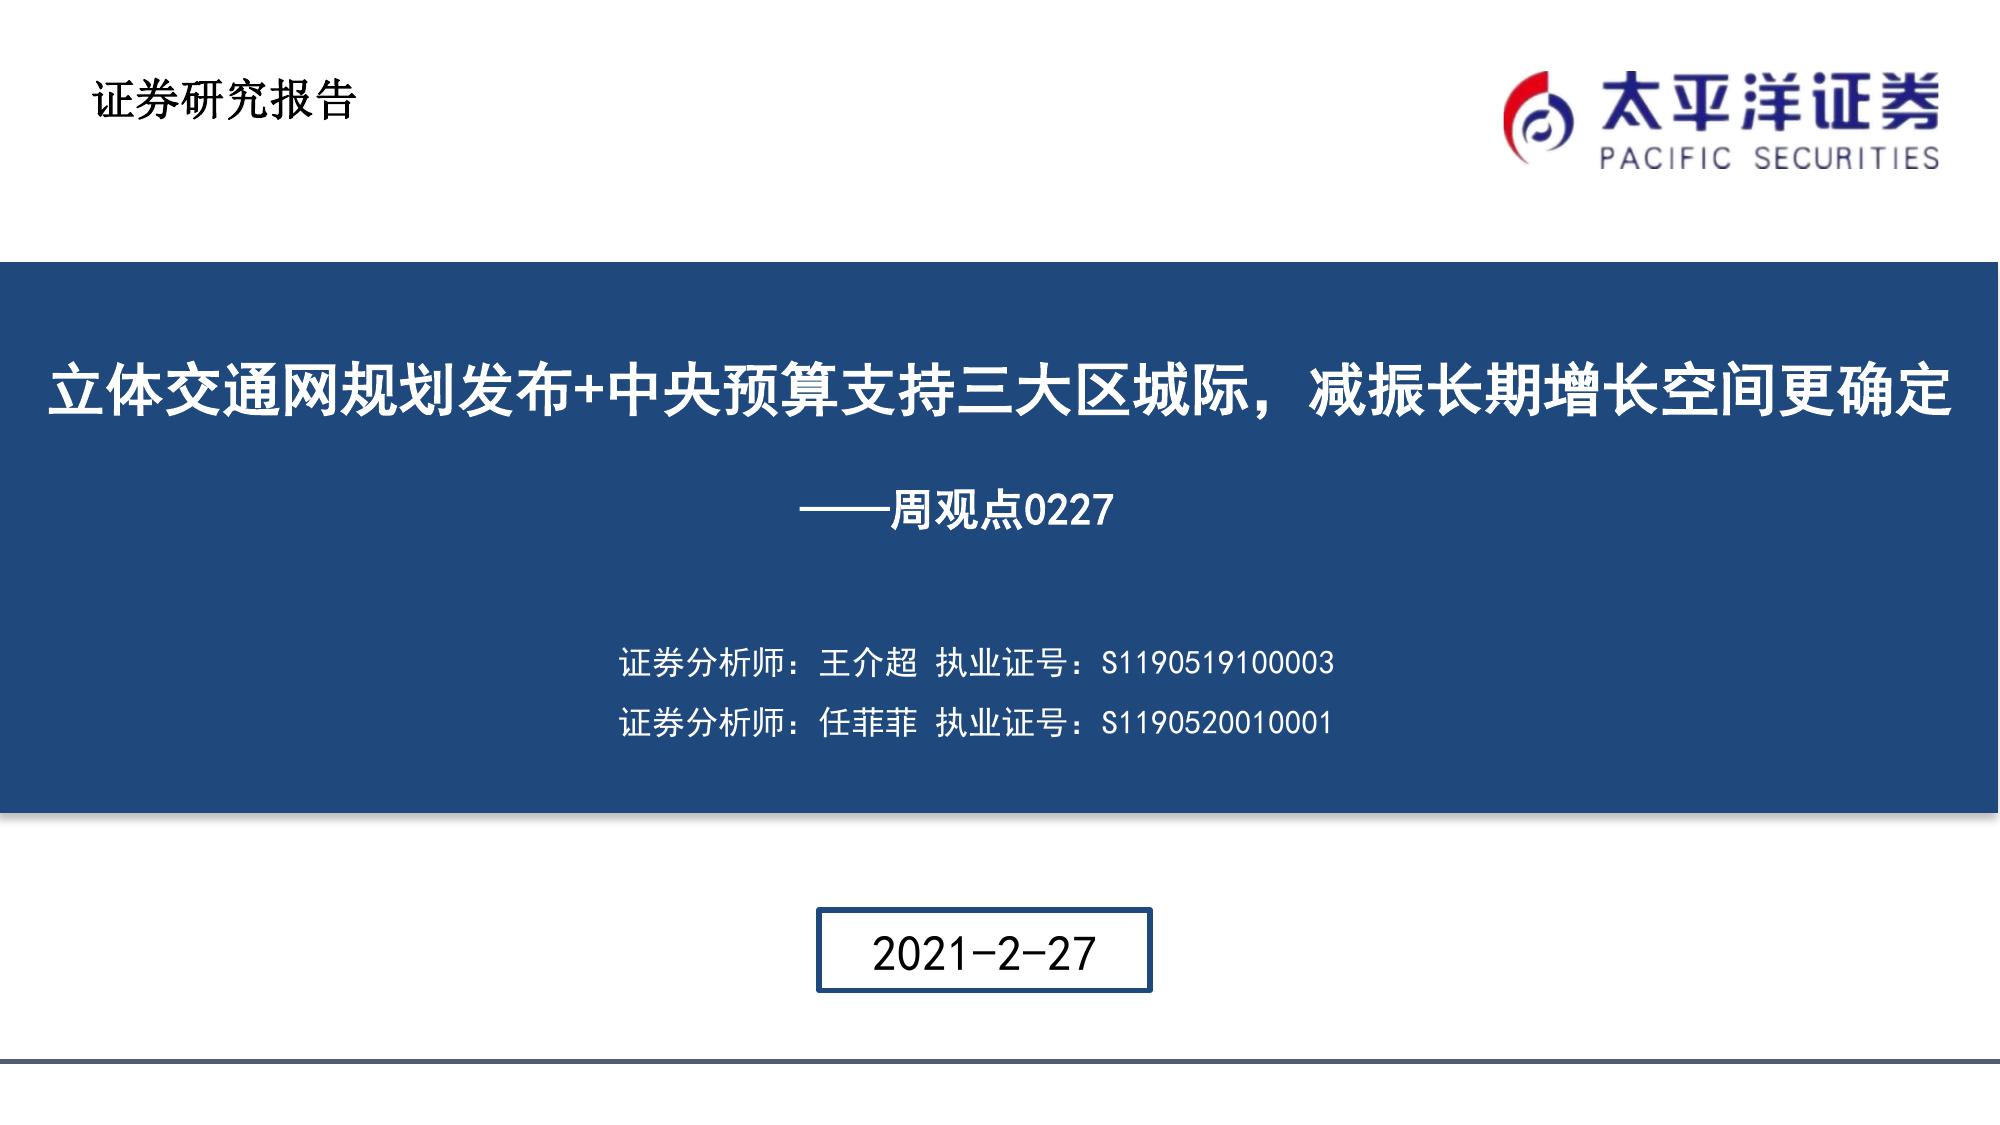 证券研究报告
太平洋证券
PACIFIC SECURITIES
立体交通网规划发布+中央预算支持三大区城际，减振长期增长空间更确定
——周观点0227
证券分析师：王介超 执业证号：S1190519100003
证券分析师：任菲菲 执业证号：S1190520010001
2021-2-27